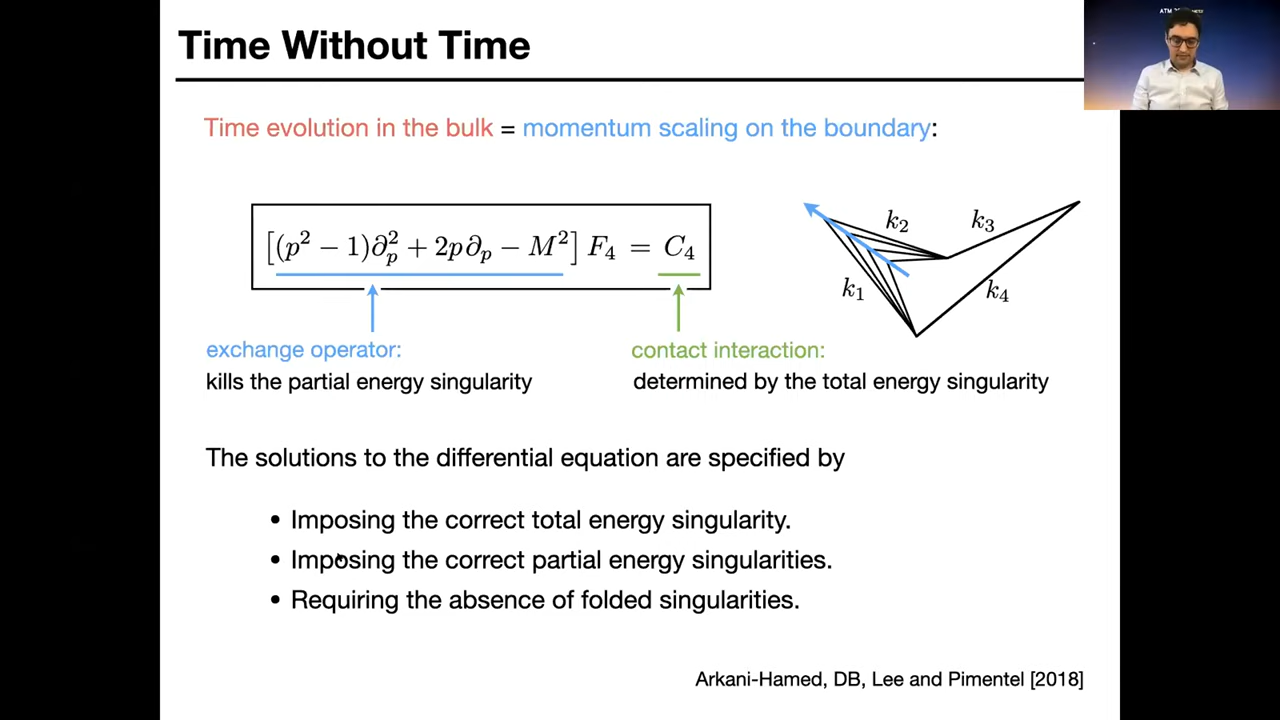 Time Without Time
Time evolution in the bulk = momentum scaling on the boundary:
[(p² − 1)∂ₚ² + 2p∂ₚ − M²] F₄ = C₄
k₂
k₃
k₁
k₄
exchange operator:
kills the partial energy singularity
contact interaction:
determined by the total energy singularity
The solutions to the differential equation are specified by
• Imposing the correct total energy singularity.
• Imposing the correct partial energy singularities.
• Requiring the absence of folded singularities.
Arkani-Hamed, DB, Lee and Pimentel [2018]